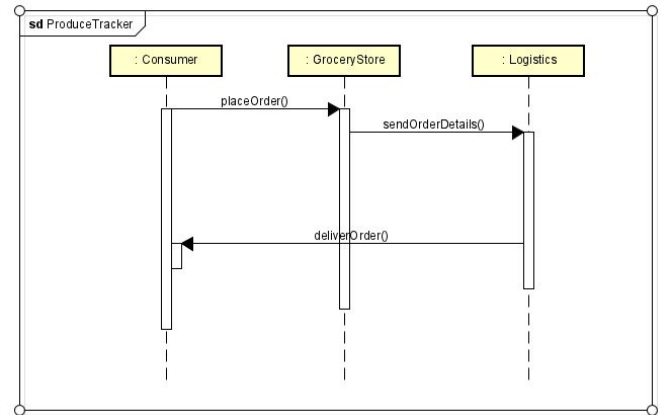 sd ProduceTracker
: Consumer
: GroceryStore
: Logistics
placeOrder()
sendOrderDetails()
deliverOrder()